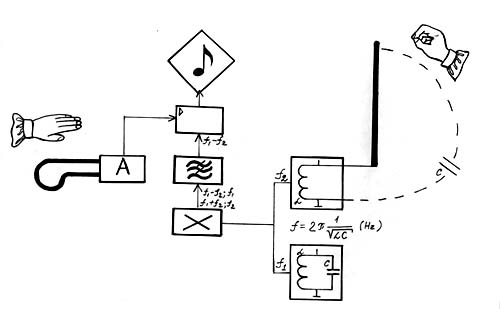 f₁-f₂
A
f₁-f₂; f₁
f₁+f₂; f₂
f₂
L
C
f = 2π 1/√LC (Hz)
f₁
L
C